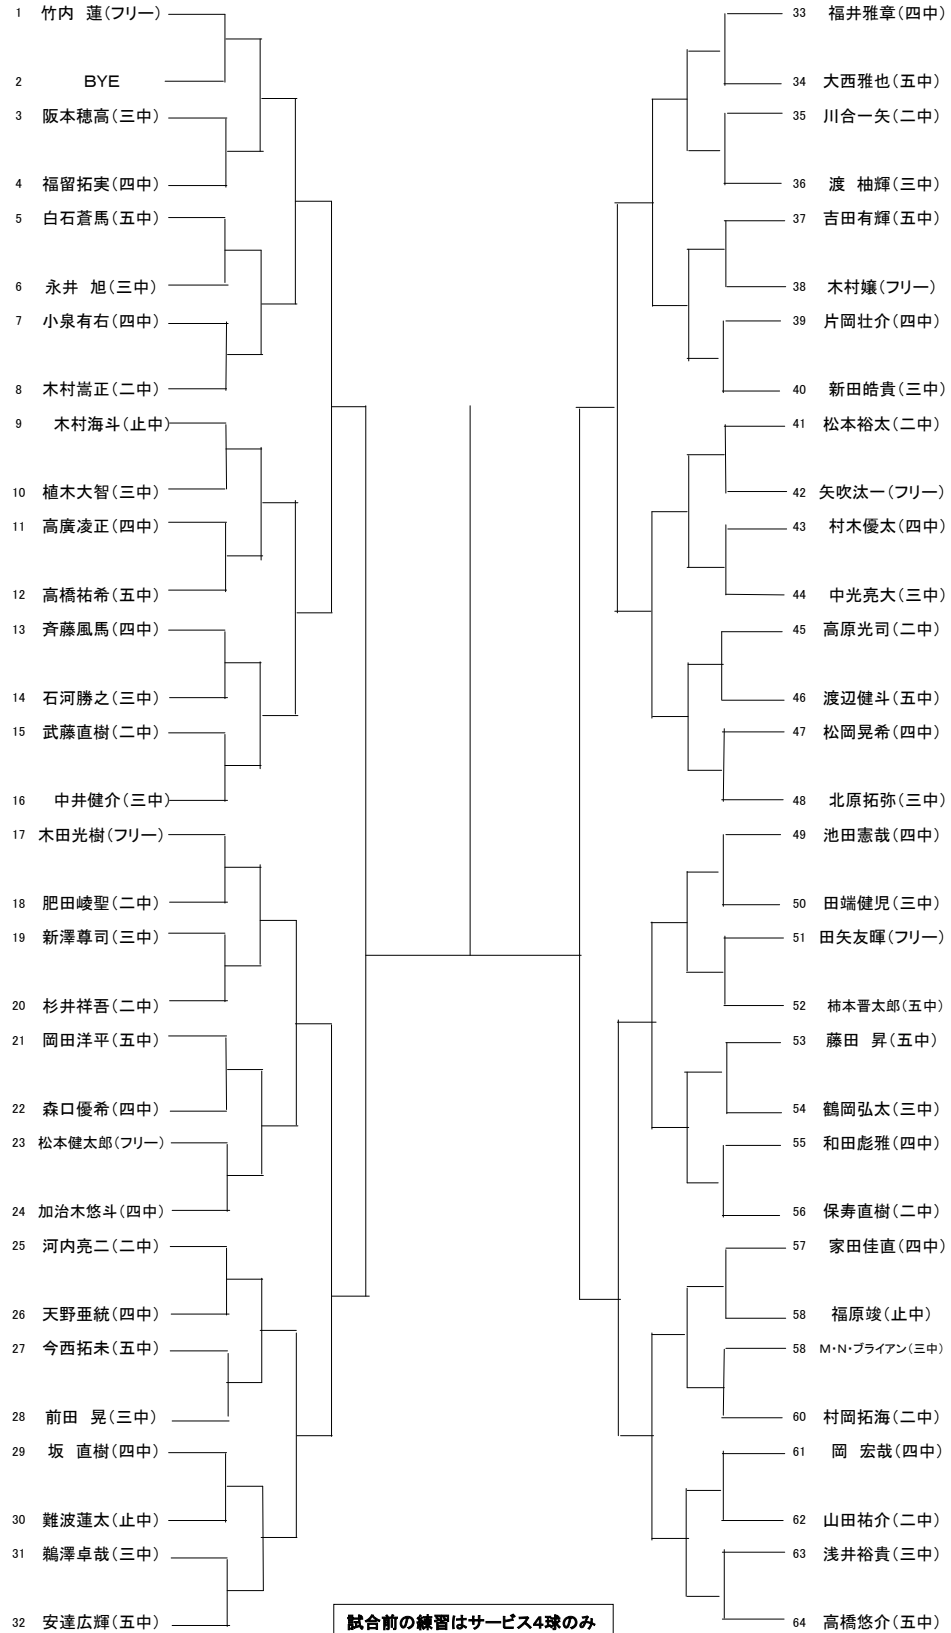 1 竹内 蓮(フリー)
2 BYE
3 阪本穂高(三中)
4 福留拓実(四中)
5 白石蒼馬(五中)
6 永井 旭(三中)
7 小泉有右(四中)
8 木村嵩正(二中)
9 木村海斗(止中)
10 植木大智(三中)
11 高廣凌正(四中)
12 高橋祐希(五中)
13 斉藤風馬(四中)
14 石河勝之(三中)
15 武藤直樹(二中)
16 中井健介(三中)
17 木田光樹(フリー)
18 肥田崚聖(二中)
19 新澤尊司(三中)
20 杉井祥吾(二中)
21 岡田洋平(五中)
22 森口優希(四中)
23 松本健太郎(フリー)
24 加治木悠斗(四中)
25 河内亮二(二中)
26 天野亜統(四中)
27 今西拓未(五中)
28 前田 晃(三中)
29 坂 直樹(四中)
30 難波蓮太(止中)
31 鵜澤卓哉(三中)
32 安達広輝(五中)
33 福井雅章(四中)
34 大西雅也(五中)
35 川合一矢(二中)
36 渡 柚輝(三中)
37 吉田有輝(五中)
38 木村嬢(フリー)
39 片岡壮介(四中)
40 新田皓貴(三中)
41 松本裕太(二中)
42 矢吹汰一(フリー)
43 村木優太(四中)
44 中光亮大(三中)
45 高原光司(二中)
46 渡辺健斗(五中)
47 松岡晃希(四中)
48 北原拓弥(三中)
49 池田憲哉(四中)
50 田端健児(三中)
51 田矢友暉(フリー)
52 柿本晋太郎(五中)
53 藤田 昇(五中)
54 鶴岡弘太(三中)
55 和田彪雅(四中)
56 保寿直樹(二中)
57 家田佳直(四中)
58 福原竣(止中)
58 M・N・ブライアン(三中)
60 村岡拓海(二中)
61 岡 宏哉(四中)
62 山田祐介(二中)
63 浅井裕貴(三中)
64 高橋悠介(五中)
試合前の練習はサービス4球のみ